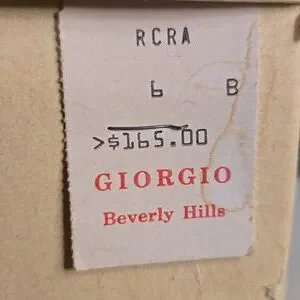 RCRA
6 B
>$165.00
GIORGIO
Beverly Hills